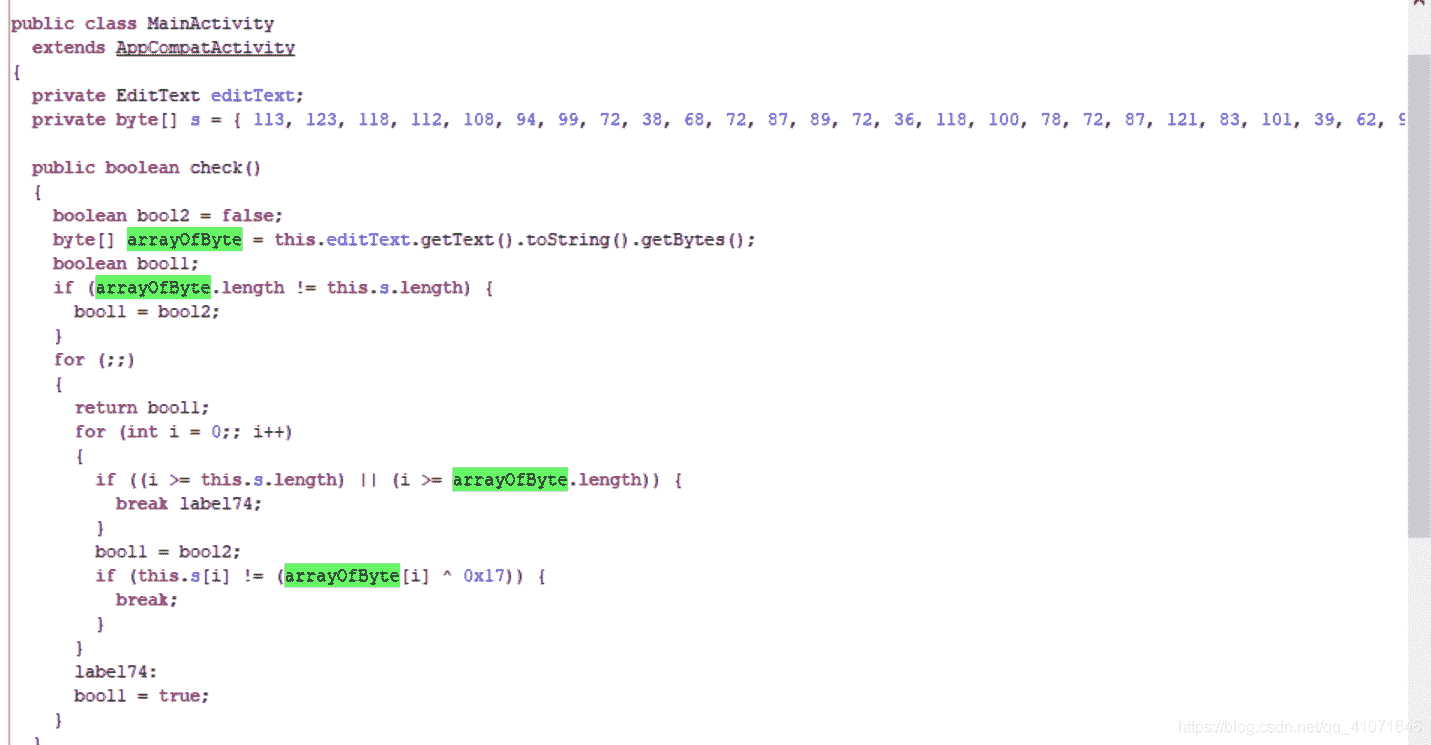 public class MainActivity
extends AppCompatActivity
{
private EditText editText;
private byte[] s = { 113, 123, 118, 112, 108, 94, 99, 72, 38, 68, 72, 87, 89, 72, 36, 118, 100, 78, 72, 87, 121, 83, 101, 39, 62,
public boolean check()
{
boolean bool2 = false;
byte[] arrayOfByte = this.editText.getText().toString().getBytes();
boolean bool1;
if (arrayOfByte.length != this.s.length) {
bool1 = bool2;
}
for (;;)
{
return bool1;
for (int i = 0;; i++)
{
if ((i >= this.s.length) || (i >= arrayOfByte.length)) {
break label74;
}
bool1 = bool2;
if (this.s[i] != (arrayOfByte[i] ^ 0x17)) {
break;
}
}
label74:
bool1 = true;
}
}
https://blog.csdn.net/qq_41071646